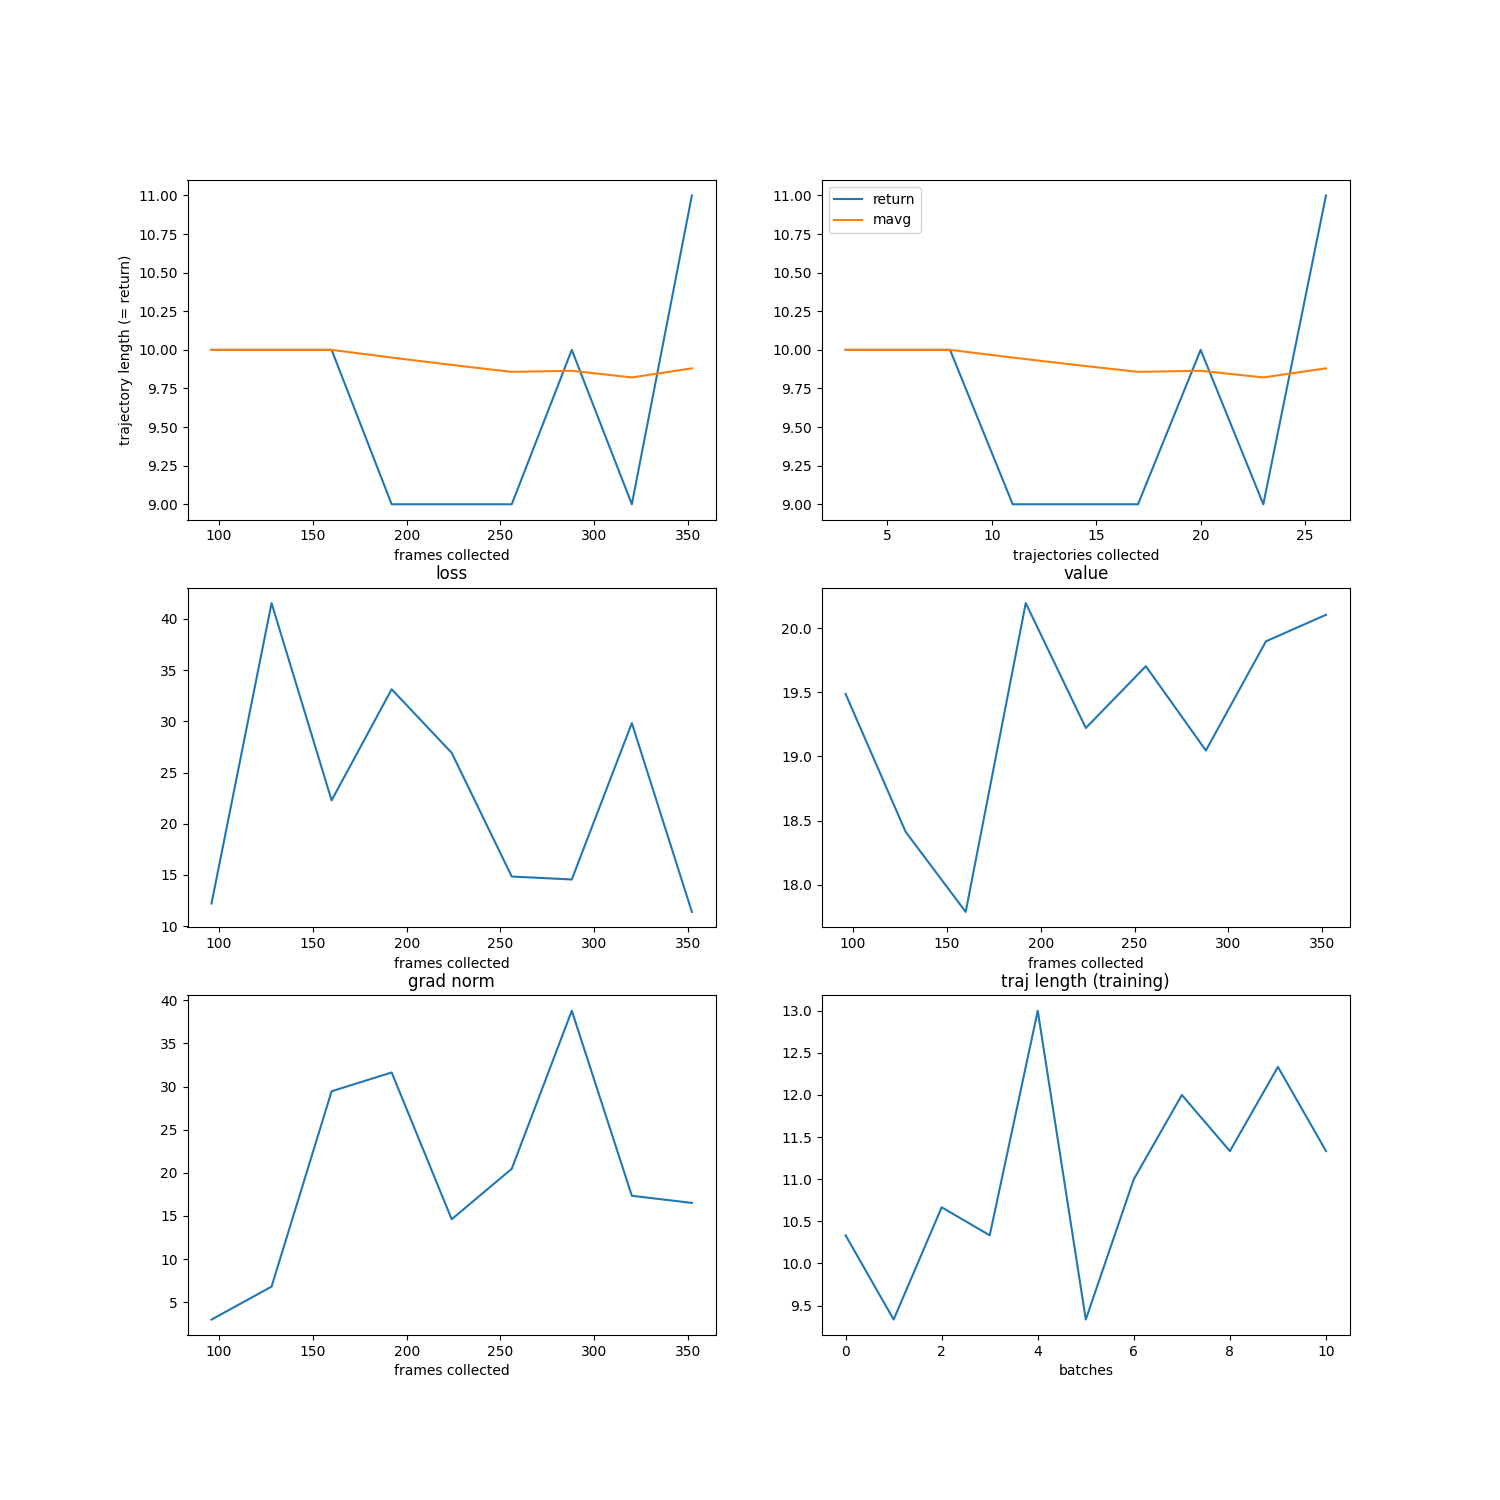 trajectory length (= return)
11.00
10.75
10.50
10.25
10.00
9.75
9.50
9.25
9.00
100 150 200 250 300 350
frames collected
return
mavg
11.00
10.75
10.50
10.25
10.00
9.75
9.50
9.25
9.00
5 10 15 20 25
trajectories collected
loss
40
35
30
25
20
15
10
100 150 200 250 300 350
frames collected
value
20.0
19.5
19.0
18.5
18.0
100 150 200 250 300 350
frames collected
grad norm
40
35
30
25
20
15
10
5
100 150 200 250 300 350
frames collected
traj length (training)
13.0
12.5
12.0
11.5
11.0
10.5
10.0
9.5
0 2 4 6 8 10
batches